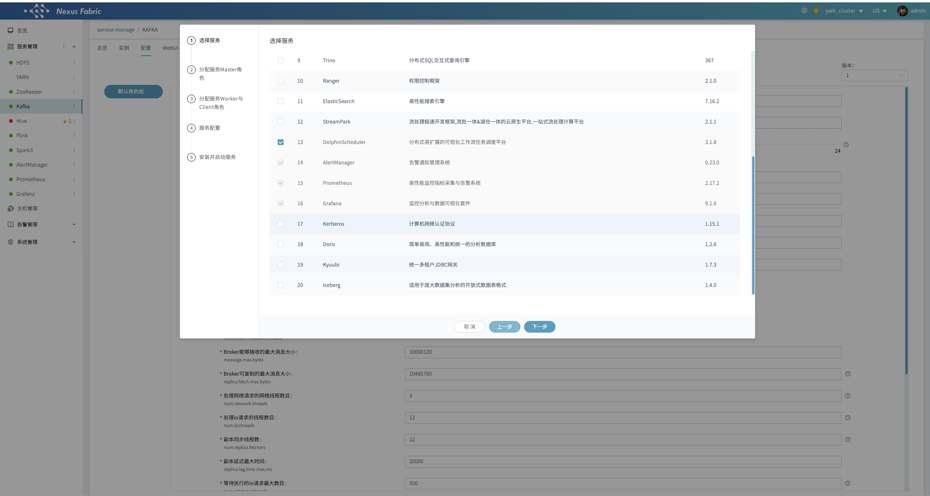 Nexus Fabric
ywk_cluster
US
admin
总览
服务管理
HDFS
YARN
ZooKeeper
Kafka
Hive
1
Flink
Spark3
AlertManager
Prometheus
Grafana
主机管理
告警管理
系统管理
service-manage / KAFKA
总览 实例 配置 WebUI
默认角色组
版本:
1
24
1 选择服务
2 分配服务Master角
色
3 分配服务Worker与
Client角色
4 服务配置
5 安装并启动服务
选择服务
9 Trino 分布式SQL交互式查询引擎 367
10 Ranger 权限控制框架 2.1.0
11 ElasticSearch 高性能搜索引擎 7.16.2
12 StreamPark 流处理极速开发框架,流批一体&湖仓一体的云原生平台,一站式流处理计算平台 2.1.1
13 DolphinScheduler 分布式易扩展的可视化工作流任务调度平台 3.1.8
14 AlertManager 告警通知管理系统 0.23.0
15 Prometheus 高性能监控指标采集与告警系统 2.17.2
16 Grafana 监控分析与数据可视化套件 9.1.6
17 Kerberos 计算机网络认证协议 1.15.1
18 Doris 简单易用、高性能和统一的分析数据库 1.2.6
19 Kyuubi 统一多租户JDBC网关 1.7.3
20 Iceberg 适用于庞大数据集分析的开放式数据表格式 1.4.0
取消 上一步 下一步
* Broker能够接收的最大消息大小: 10000120
message.max.bytes
* Broker可复制的最大消息大小: 10485760
replica.fetch.max.bytes
* 处理网络请求的网络线程数目: 3
num.network.threads
* 处理io请求的线程数目: 12
num.io.threads
* 副本同步线程数: 12
num.replica.fetchers
* 副本延迟最大时间: 20000
replica.lag.time.max.ms
* 等待执行的io请求最大数目: 500